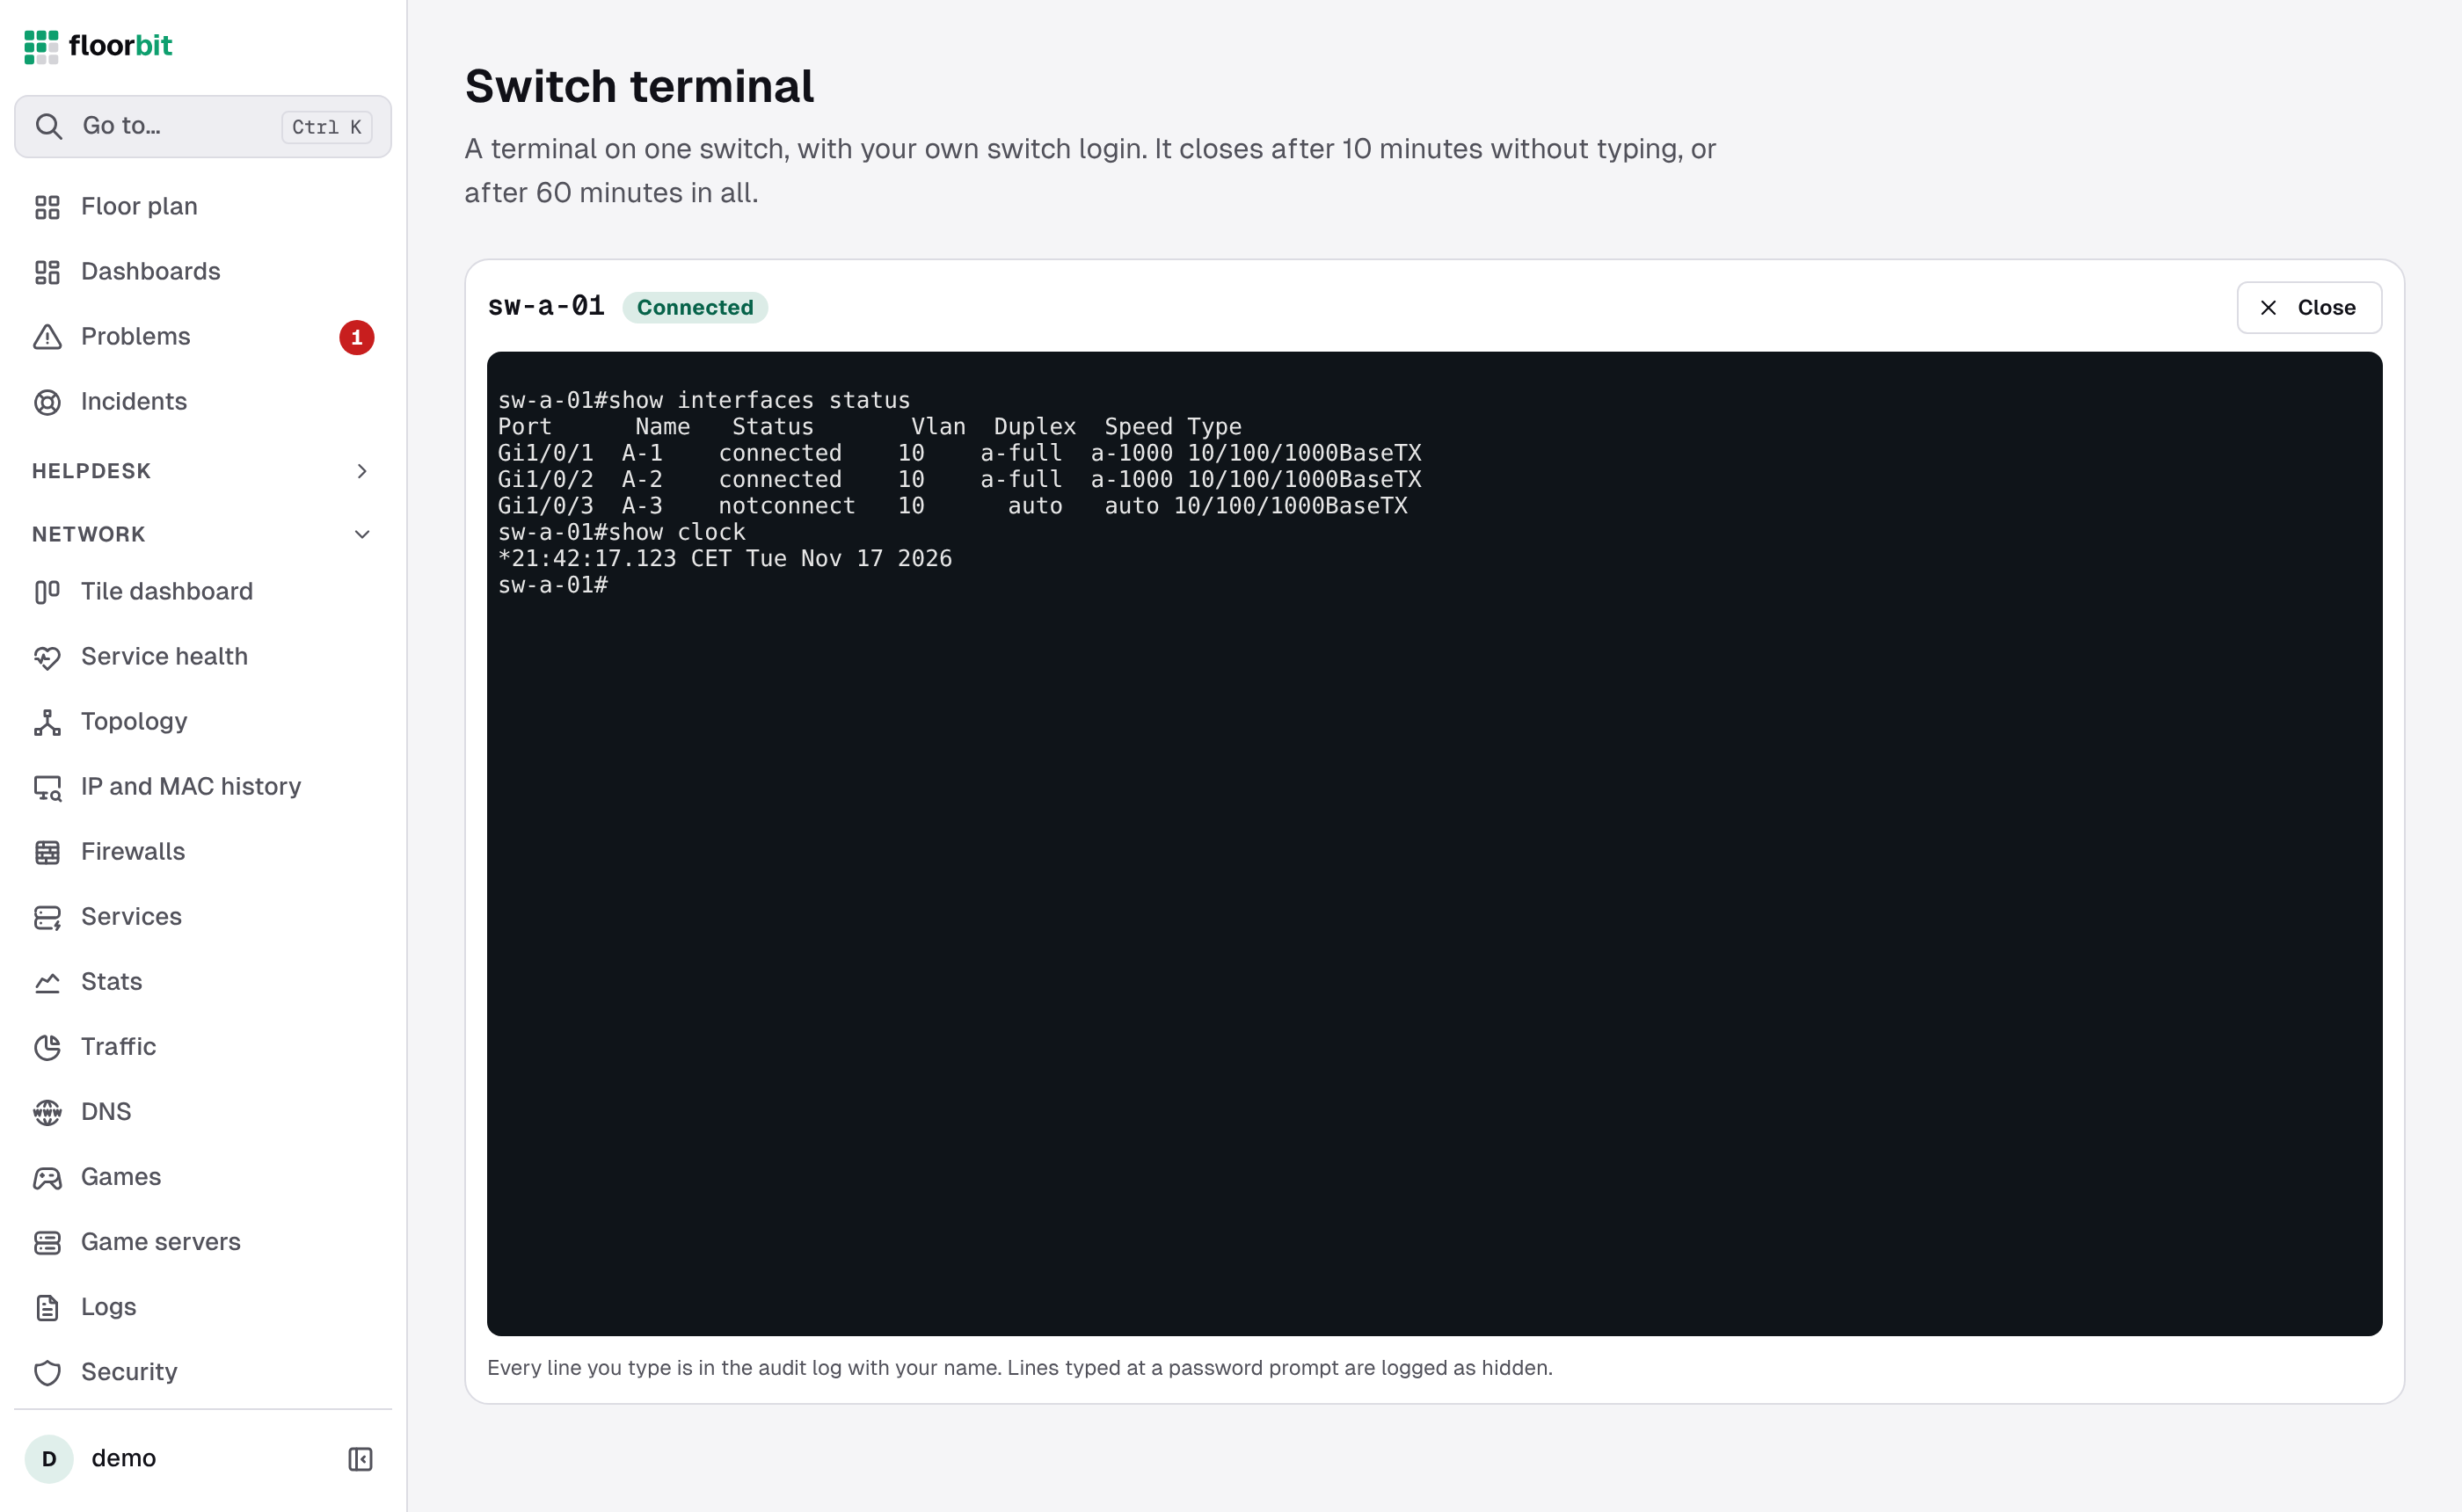 floorbit
Go to...
Ctrl K
Floor plan
Dashboards
Problems
1
Incidents
HELPDESK
NETWORK
Tile dashboard
Service health
Topology
IP and MAC history
Firewalls
Services
Stats
Traffic
DNS
Games
Game servers
Logs
Security
D
demo
Switch terminal
A terminal on one switch, with your own switch login. It closes after 10 minutes without typing, or
after 60 minutes in all.
sw-a-01
Connected
Close
sw-a-01#show interfaces status
Port      Name   Status       Vlan  Duplex  Speed Type
Gi1/0/1  A-1    connected    10    a-full  a-1000 10/100/1000BaseTX
Gi1/0/2  A-2    connected    10    a-full  a-1000 10/100/1000BaseTX
Gi1/0/3  A-3    notconnect   10      auto   auto 10/100/1000BaseTX
sw-a-01#show clock
*21:42:17.123 CET Tue Nov 17 2026
sw-a-01#
Every line you type is in the audit log with your name. Lines typed at a password prompt are logged as hidden.